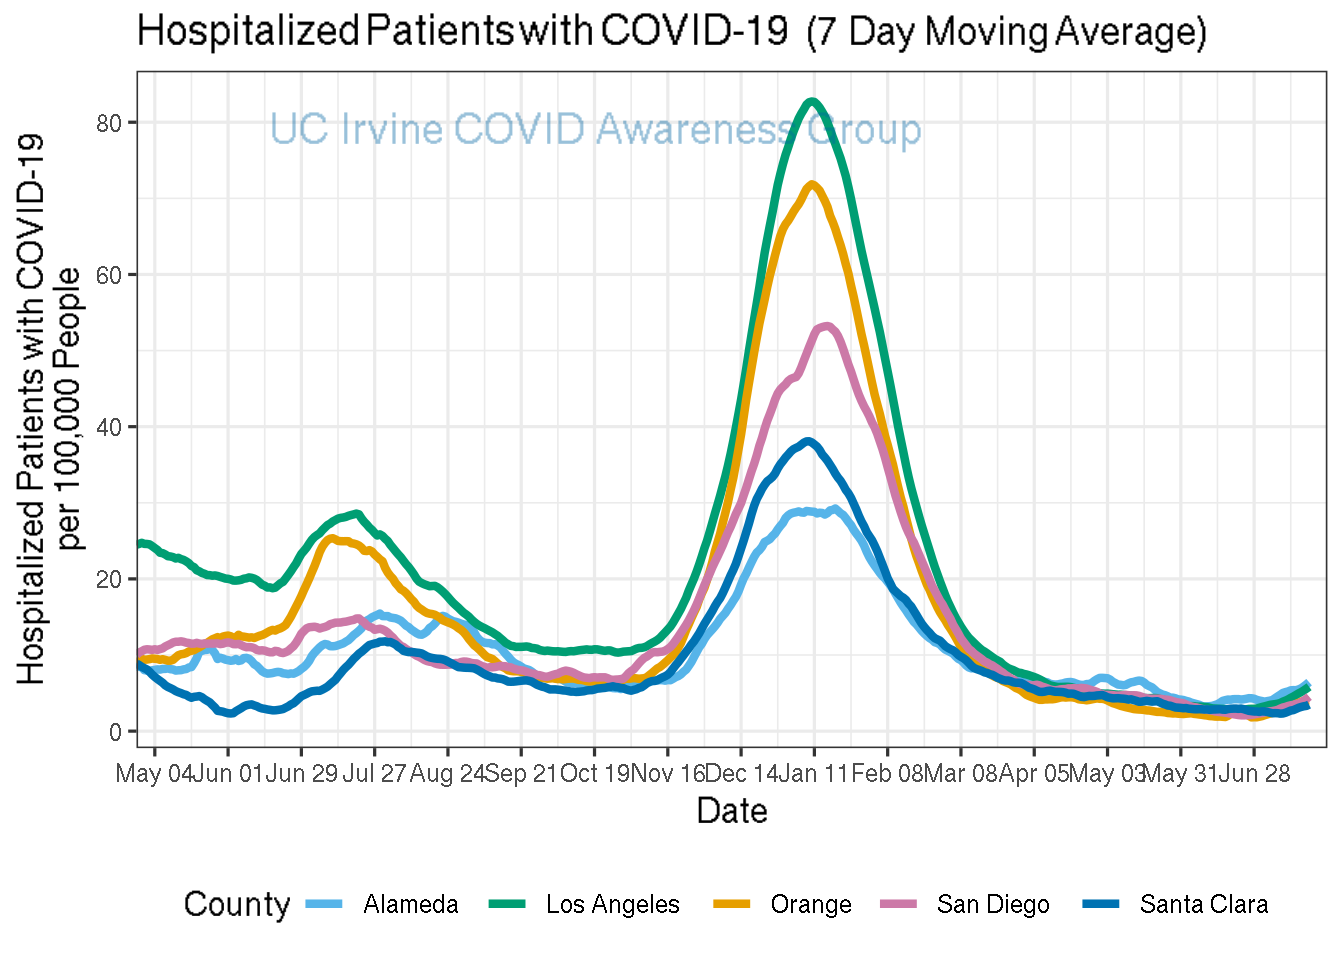 Hospitalized Patients with COVID-19 (7 Day Moving Average)
UC Irvine COVID Awareness Group
Hospitalized Patients with COVID-19
per 100,000 People
80
60
40
20
0
May 04 Jun 01 Jun 29 Jul 27 Aug 24 Sep 21 Oct 19 Nov 16 Dec 14 Jan 11 Feb 08 Mar 08 Apr 05 May 03 May 31 Jun 28
Date
County Alameda Los Angeles Orange San Diego Santa Clara